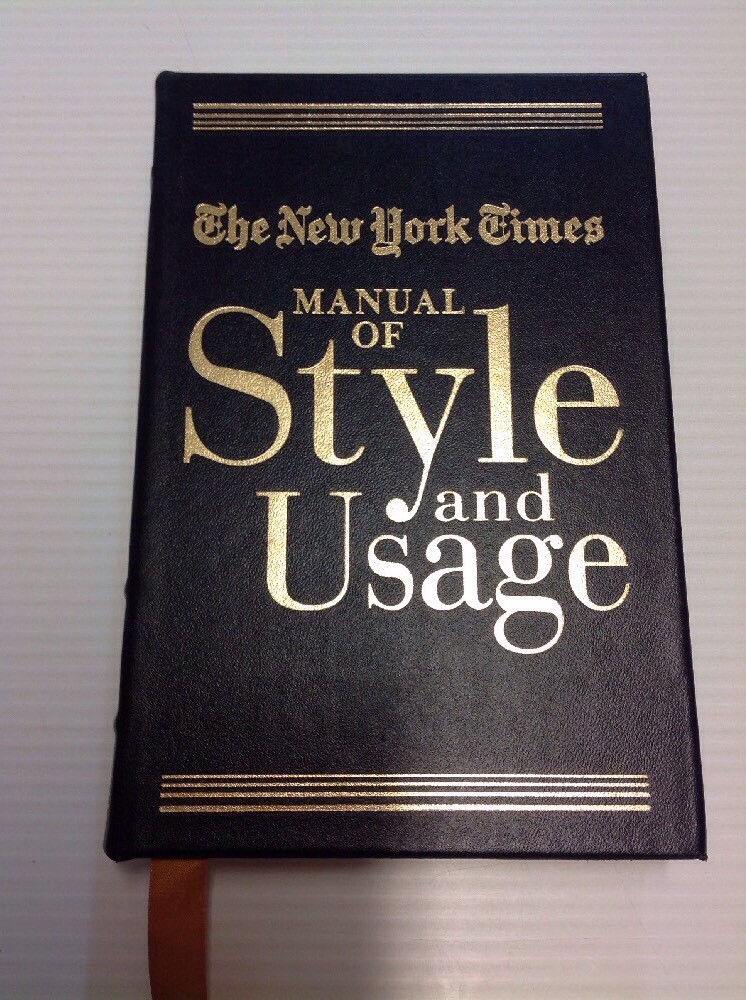 The New York Times
MANUAL
OF
Style
and
Usage